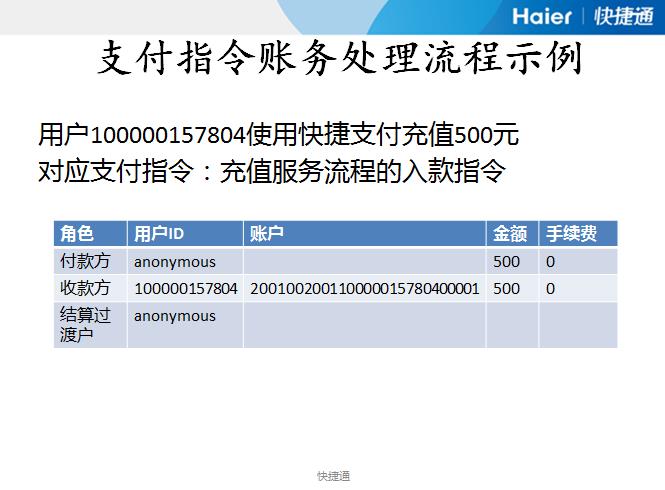 Haier 快捷通
支付指令账务处理流程示例
用户100000157804使用快捷支付充值500元
对应支付指令：充值服务流程的入款指令
角色 用户ID 账户 金额 手续费
付款方 anonymous 500 0
收款方 100000157804 200100200110000015780400001 500 0
结算过 anonymous
渡户
快捷通